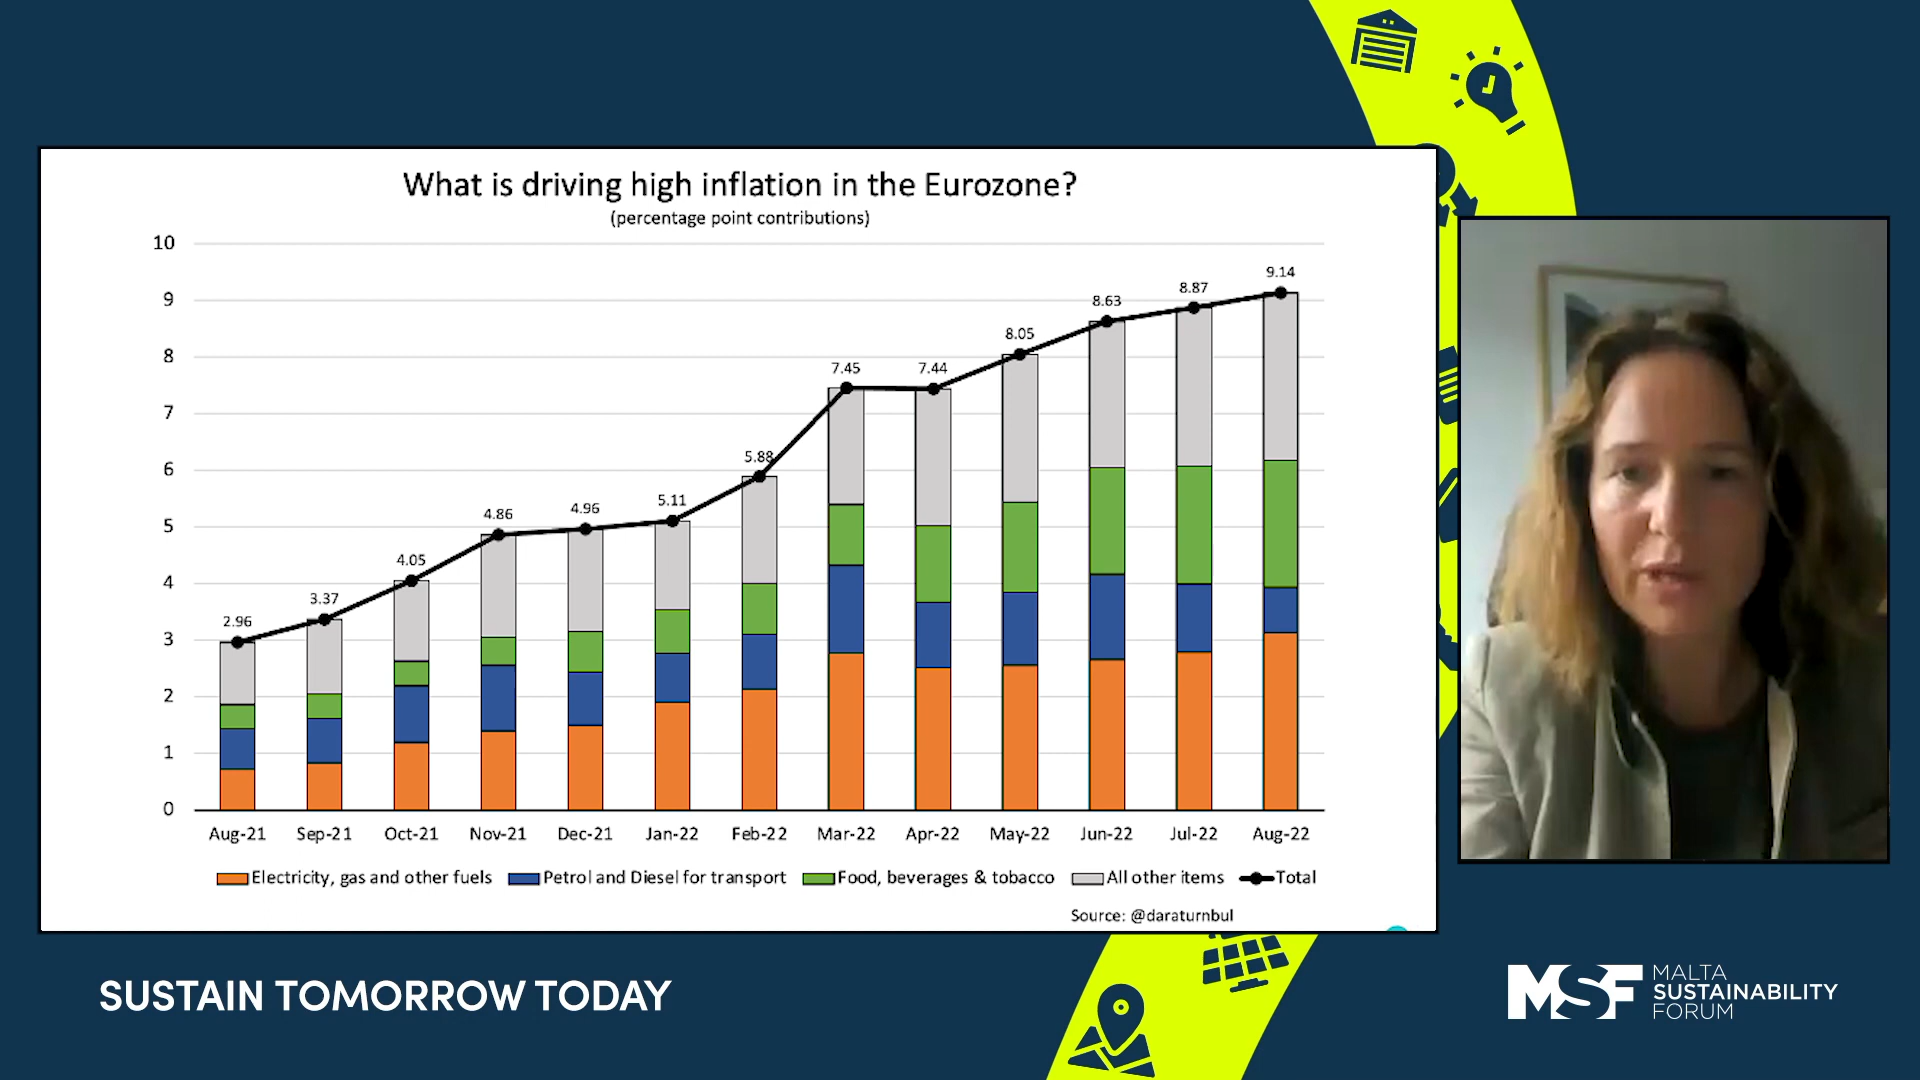 What is driving high inflation in the Eurozone?
(percentage point contributions)
10
9
8
7
6
5
4
3
2
1
0
2.96
3.37
4.05
4.86
4.96
5.11
5.88
7.45
7.44
8.05
8.63
8.87
9.14
Aug-21 Sep-21 Oct-21 Nov-21 Dec-21 Jan-22 Feb-22 Mar-22 Apr-22 May-22 Jun-22 Jul-22 Aug-22
Electricity, gas and other fuels Petrol and Diesel for transport Food, beverages & tobacco All other items Total
Source: @daraturnbul
SUSTAIN TOMORROW TODAY
MSF
MALTA
SUSTAINABILITY
FORUM